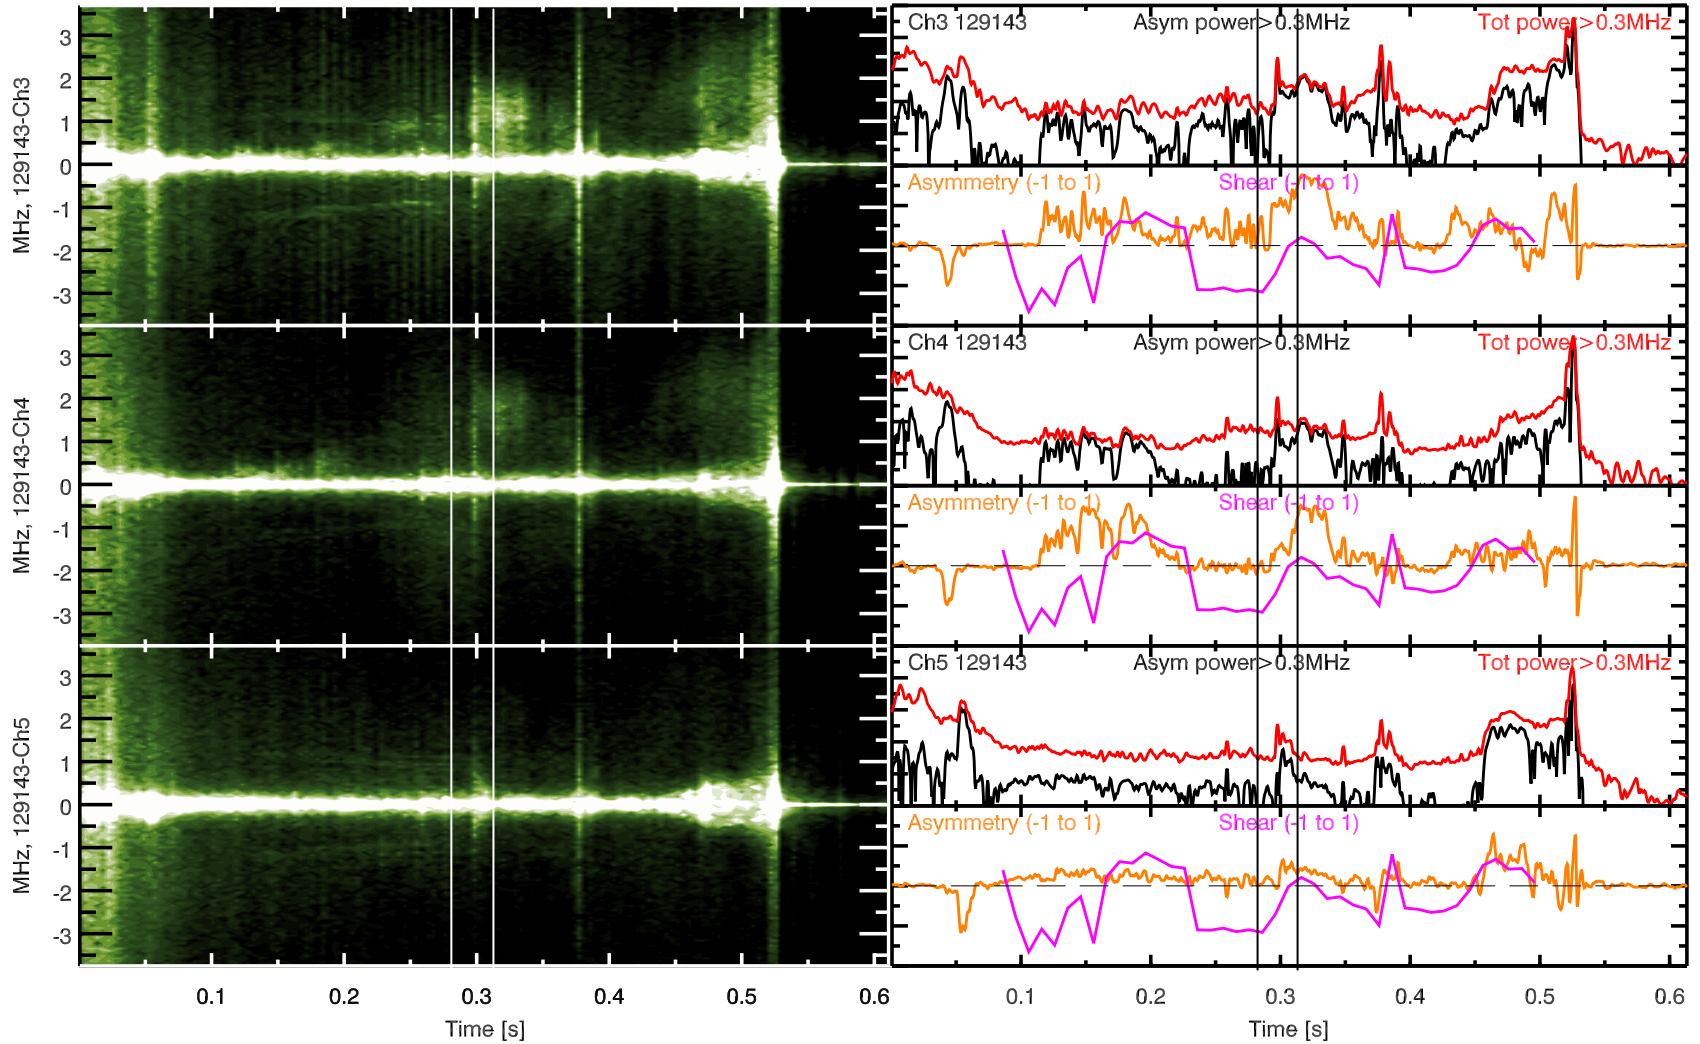 MHz, 129143-Ch3
3
2
1
0
-1
-2
-3
MHz, 129143-Ch4
3
2
1
0
-1
-2
-3
MHz, 129143-Ch5
3
2
1
0
-1
-2
-3
0.1 0.2 0.3 0.4 0.5 0.6
Time [s]
Ch3 129143 Asym power>0.3MHz Tot power>0.3MHz
Asymmetry (-1 to 1) Shear (-1 to 1)
Ch4 129143 Asym power>0.3MHz Tot power>0.3MHz
Asymmetry (-1 to 1) Shear (-1 to 1)
Ch5 129143 Asym power>0.3MHz Tot power>0.3MHz
Asymmetry (-1 to 1) Shear (-1 to 1)
0.1 0.2 0.3 0.4 0.5 0.6
Time [s]